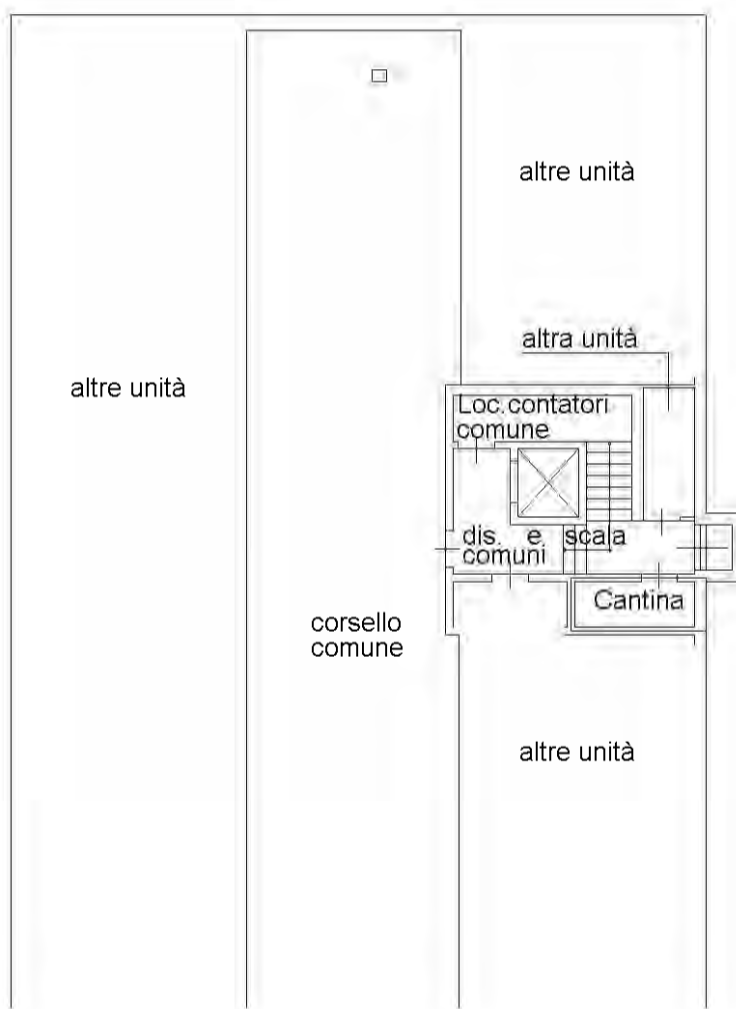 altre unità
altra unità
altre unità
Loc. contatori
comune
dis. e scala
comuni
Cantina
corsello
comune
altre unità